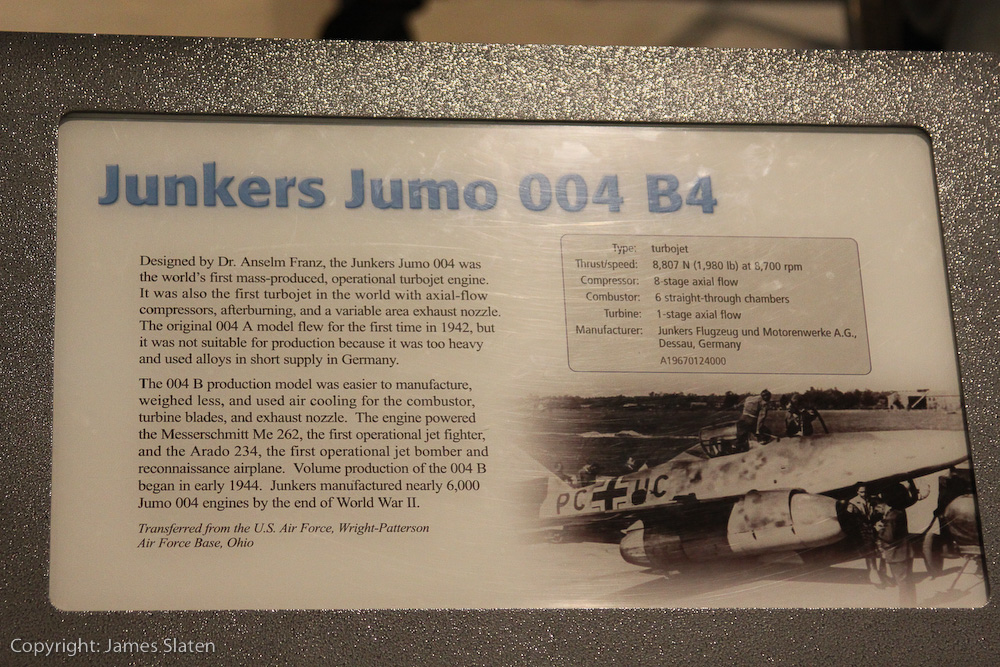 Junkers Jumo 004 B4
Designed by Dr. Anselm Franz, the Junkers Jumo 004 was
the world's first mass-produced, operational turbojet engine.
It was also the first turbojet in the world with axial-flow
compressors, afterburning, and a variable area exhaust nozzle.
The original 004 A model flew for the first time in 1942, but
it was not suitable for production because it was too heavy
and used alloys in short supply in Germany.
The 004 B production model was easier to manufacture,
weighed less, and used air cooling for the combustor,
turbine blades, and exhaust nozzle. The engine powered
the Messerschmitt Me 262, the first operational jet fighter,
and the Arado 234, the first operational jet bomber and
reconnaissance airplane. Volume production of the 004 B
began in early 1944. Junkers manufactured nearly 6,000
Jumo 004 engines by the end of World War II.
Transferred from the U.S. Air Force, Wright-Patterson
Air Force Base, Ohio
Type: turbojet
Thrust/speed: 8,807 N (1,980 lb) at 8,700 rpm
Compressor: 8-stage axial flow
Combustor: 6 straight-through chambers
Turbine: 1-stage axial flow
Manufacturer: Junkers Flugzeug und Motorenwerke A.G.,
Dessau, Germany
A19670124000
PC UC
Copyright: James Slaten